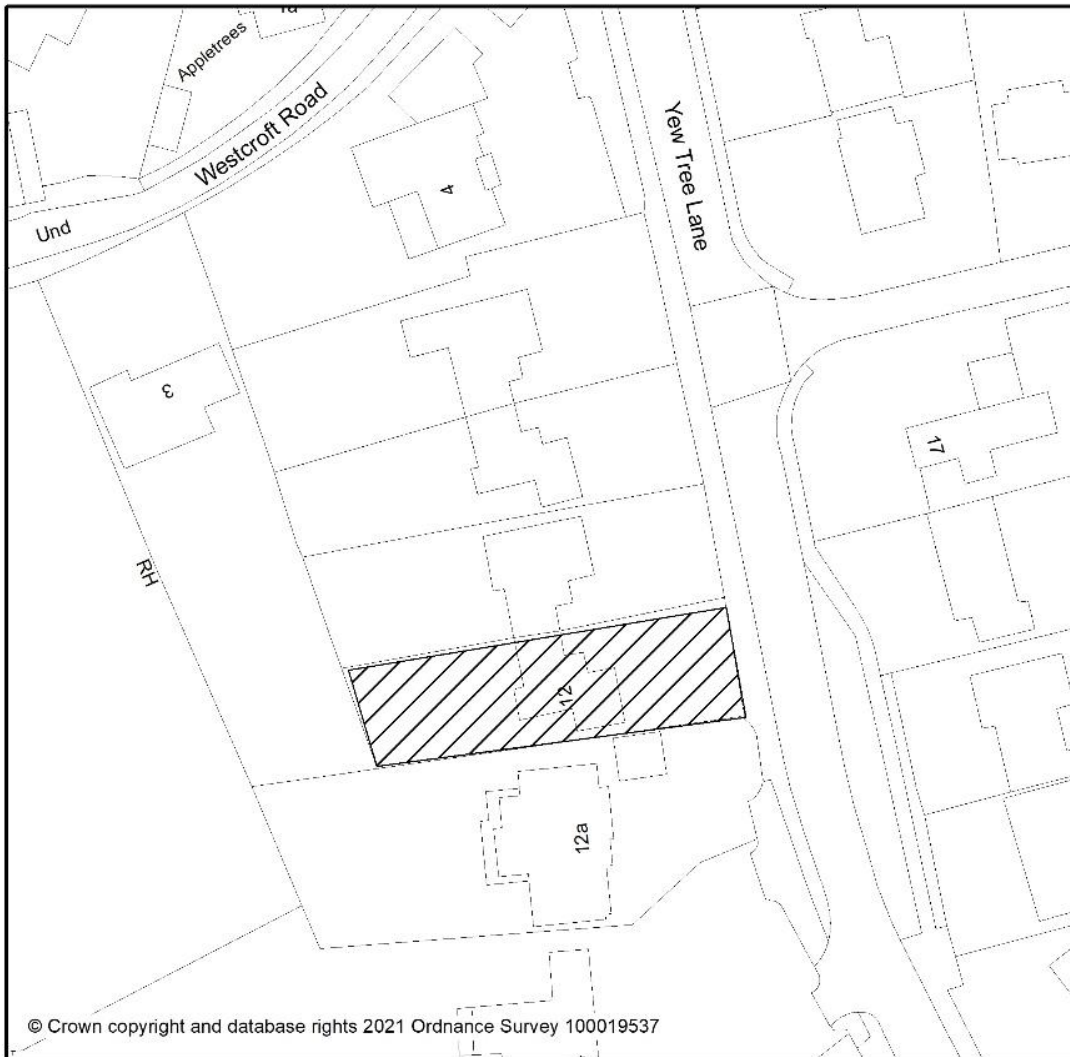 Appletrees
Westcroft Road
Und
4
Yew Tree Lane
3
17
RH
12
12a
© Crown copyright and database rights 2021 Ordnance Survey 100019537